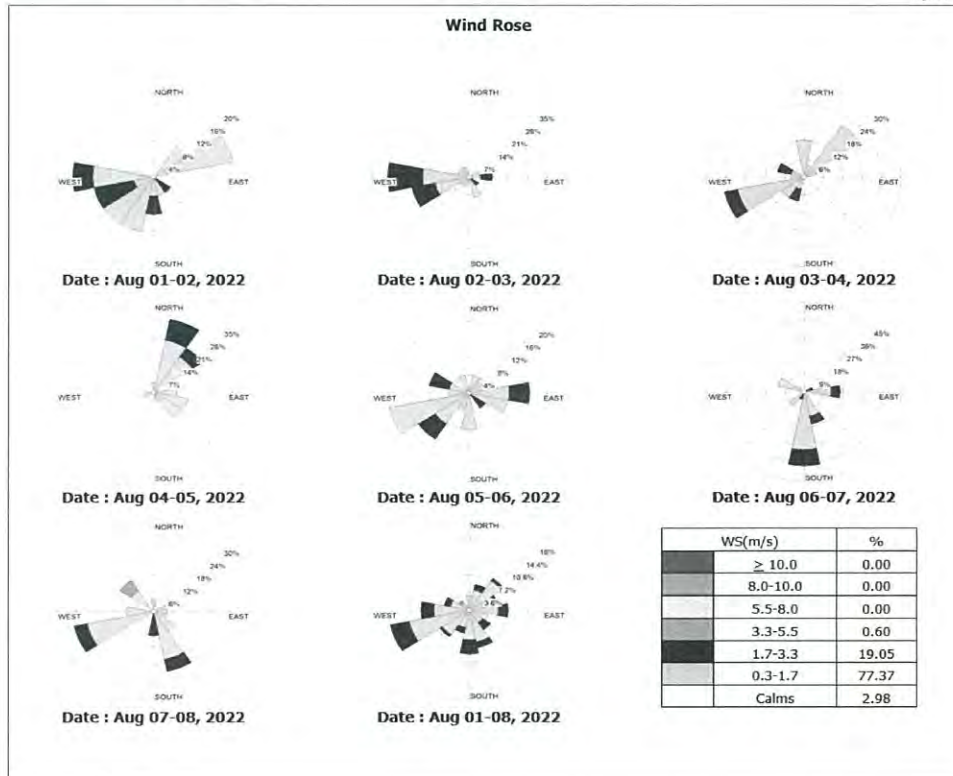 Wind Rose
NORTH
20%
16%
12%
8%
4%
WEST
EAST
SOUTH
Date : Aug 01-02, 2022
NORTH
35%
28%
21%
14%
7%
WEST
EAST
SOUTH
Date : Aug 02-03, 2022
NORTH
30%
24%
18%
12%
6%
WEST
EAST
SOUTH
Date : Aug 03-04, 2022
NORTH
35%
28%
21%
14%
7%
WEST
EAST
SOUTH
Date : Aug 04-05, 2022
NORTH
20%
16%
12%
8%
4%
WEST
EAST
SOUTH
Date : Aug 05-06, 2022
NORTH
45%
36%
27%
18%
9%
WEST
EAST
SOUTH
Date : Aug 06-07, 2022
NORTH
30%
24%
18%
12%
6%
WEST
EAST
SOUTH
Date : Aug 07-08, 2022
NORTH
18%
14.4%
10.8%
7.2%
3.6%
WEST
EAST
SOUTH
Date : Aug 01-08, 2022
WS(m/s) %
≥ 10.0 0.00
8.0-10.0 0.00
5.5-8.0 0.00
3.3-5.5 0.60
1.7-3.3 19.05
0.3-1.7 77.37
Calms 2.98